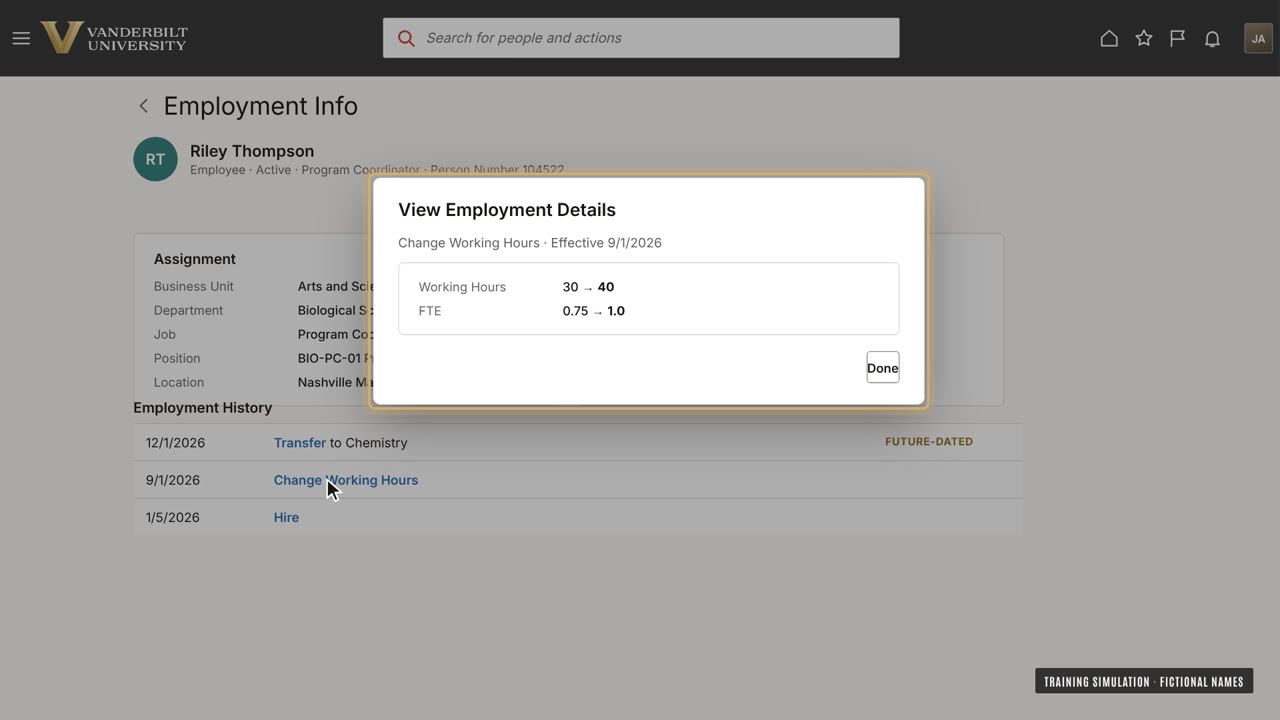 VANDERBILT
UNIVERSITY
Search for people and actions
JA
Employment Info
RT
Riley Thompson
Employee · Active · Program Coordinator · Person Number 104522
View Employment Details
Change Working Hours · Effective 9/1/2026
Working Hours 30 → 40
FTE 0.75 → 1.0
Done
Assignment
Business Unit Arts and
Department Biological
Job Program
Position BIO-PC-01
Location Nashville
Employment History
12/1/2026 Transfer to Chemistry FUTURE-DATED
9/1/2026 Change Working Hours
1/5/2026 Hire
TRAINING SIMULATION · FICTIONAL NAMES